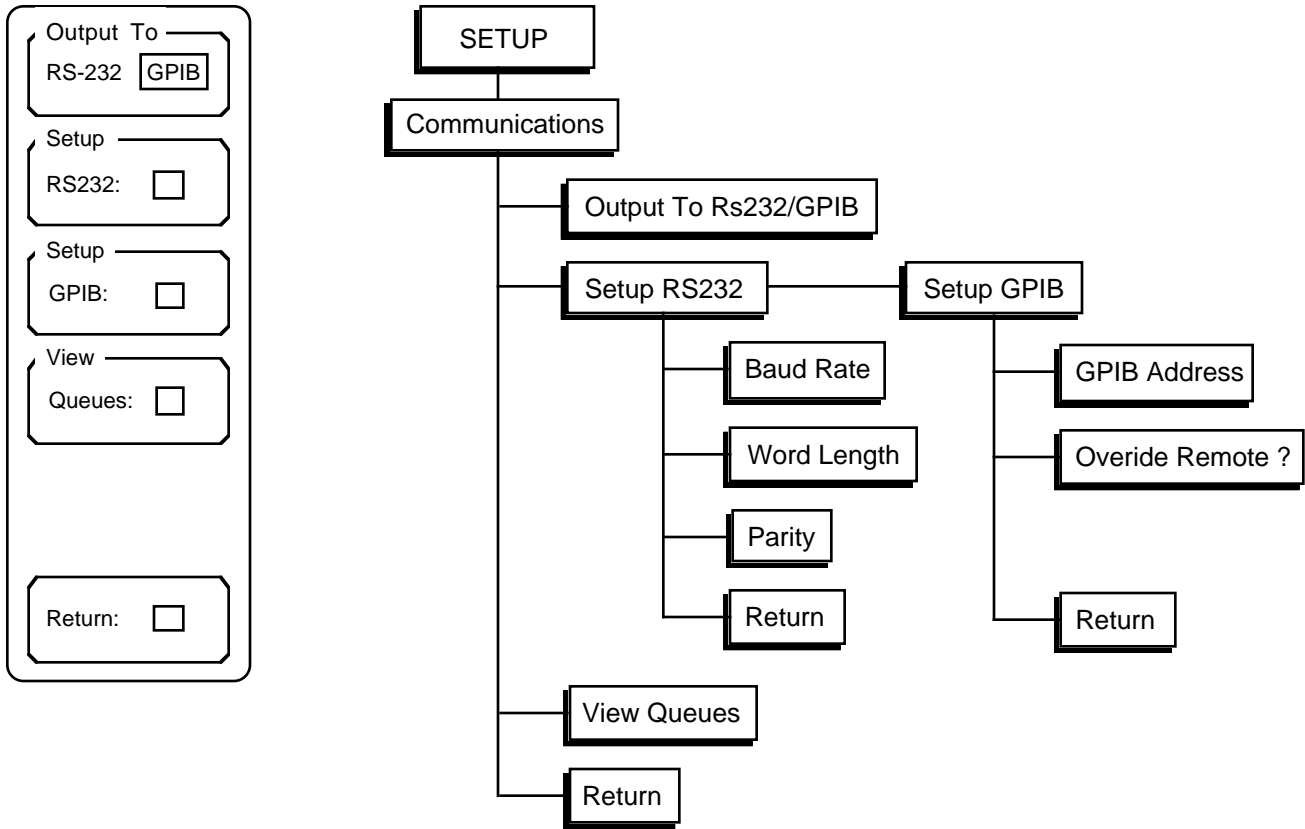 Output To
RS-232 GPIB
Setup
RS232:
Setup
GPIB:
View
Queues:
Return:
SETUP
Communications
Output To Rs232/GPIB
Setup RS232
Setup GPIB
Baud Rate
GPIB Address
Word Length
Overide Remote ?
Parity
Return
Return
View Queues
Return